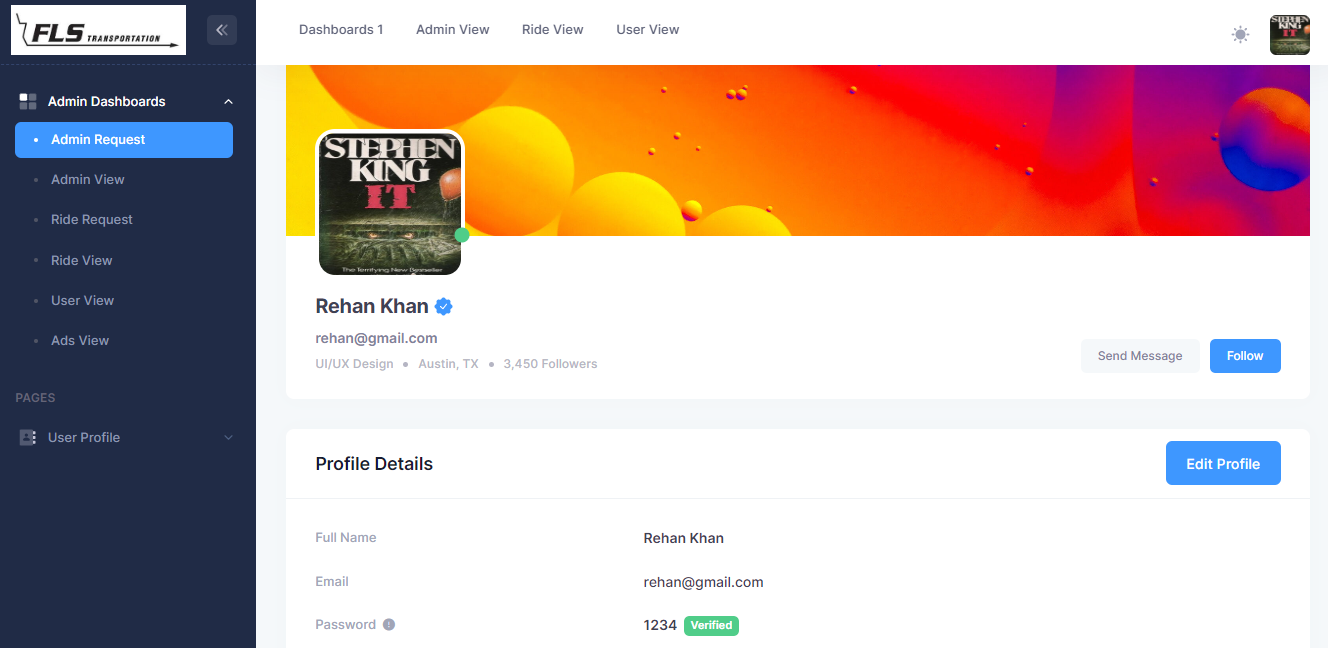 FLS TRANSPORTATION
Dashboards 1 Admin View Ride View User View
STEPHEN
KING
IT
Admin Dashboards
Admin Request
Admin View
Ride Request
Ride View
User View
Ads View
PAGES
User Profile
STEPHEN
KING
IT
The Terrifying New Bestseller
Rehan Khan
rehan@gmail.com
UI/UX Design • Austin, TX • 3,450 Followers
Send Message Follow
Profile Details Edit Profile
Full Name Rehan Khan
Email rehan@gmail.com
Password 1234 Verified